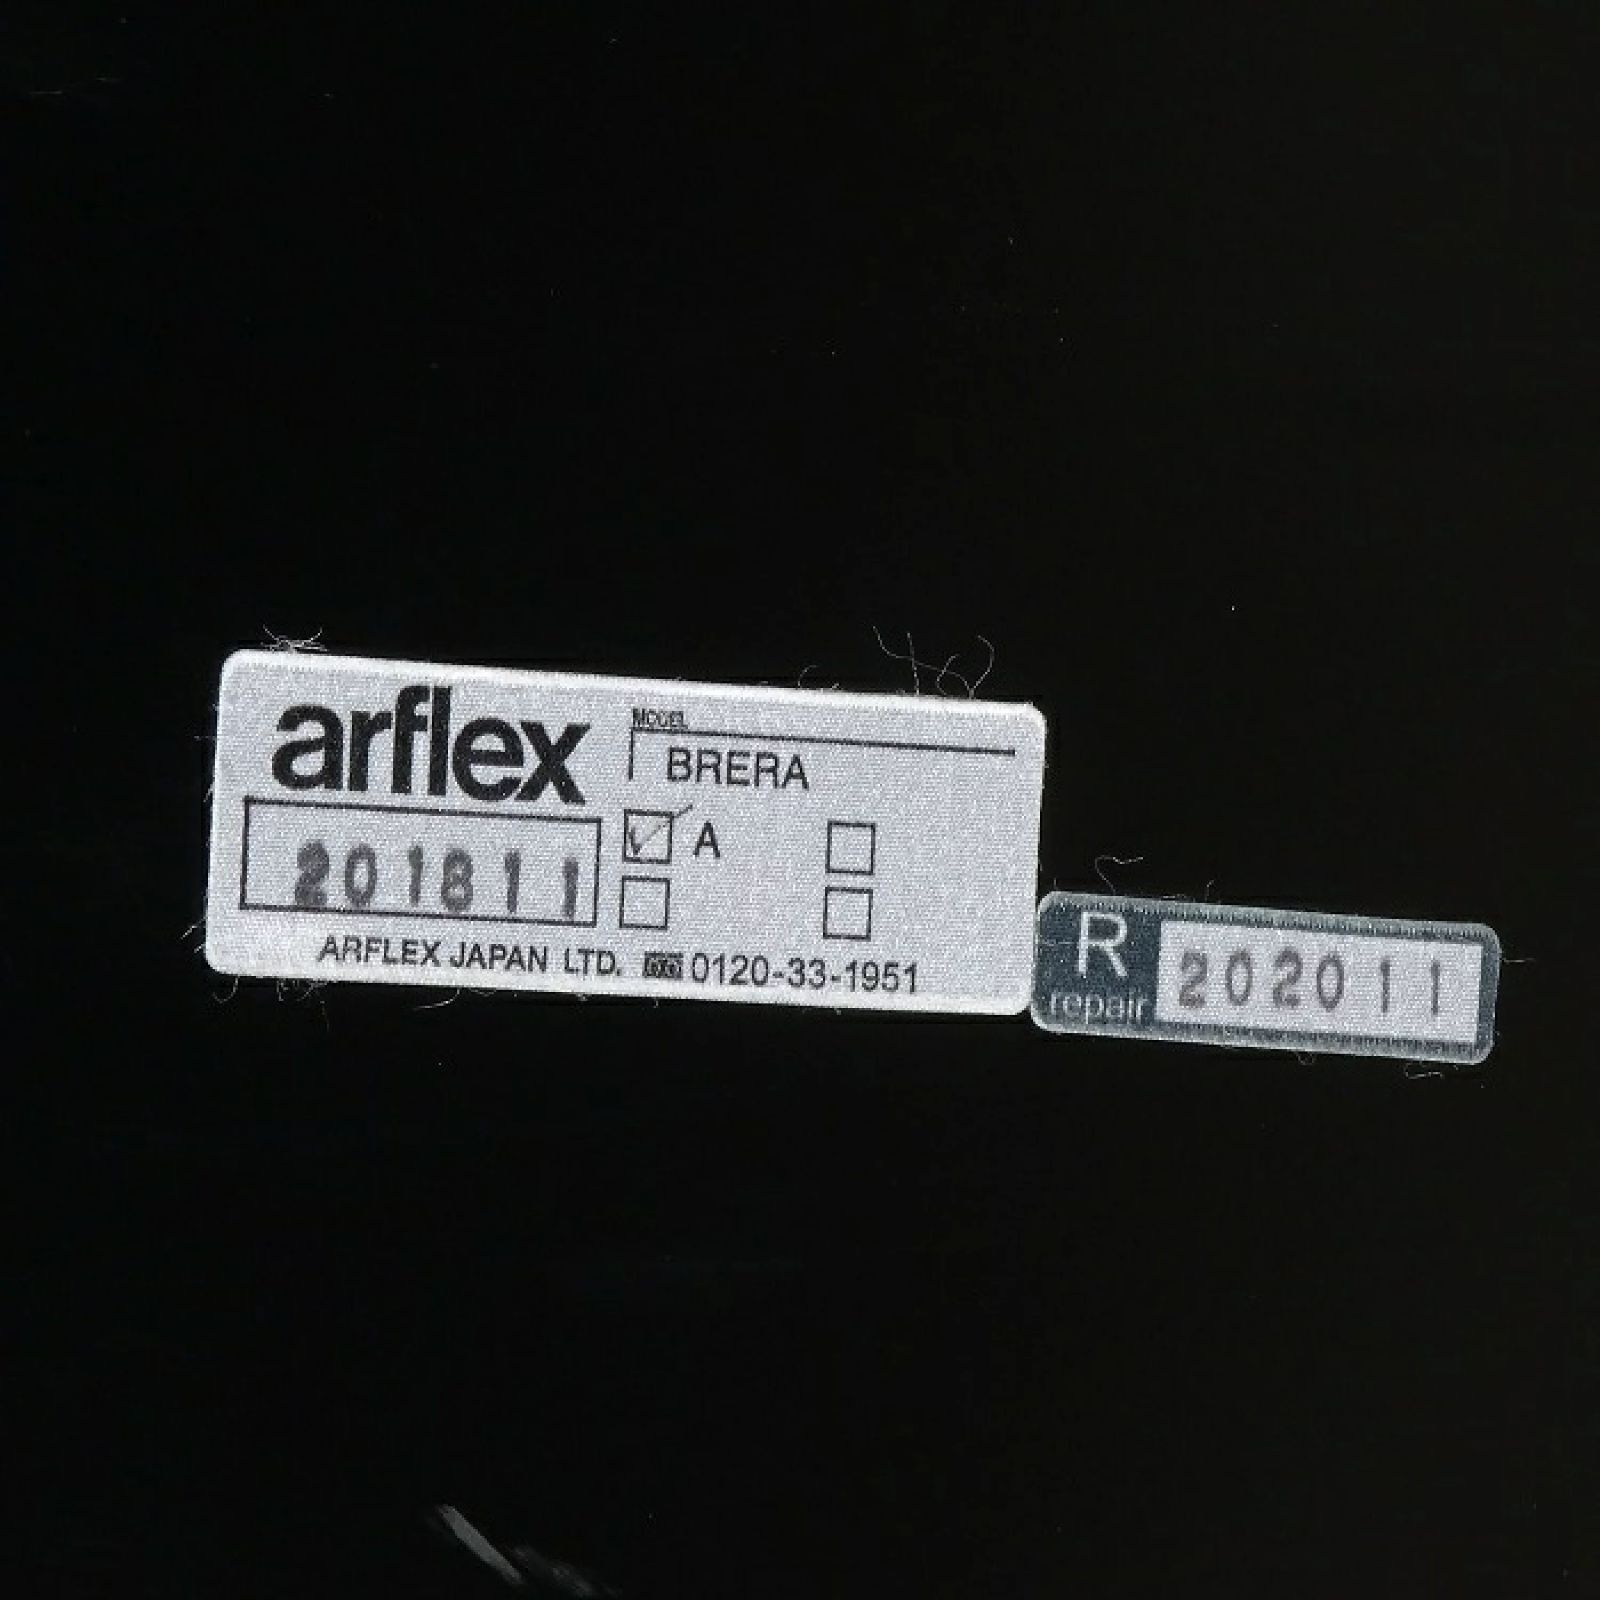 arflex
MODEL
BRERA
A
201811
ARFLEX JAPAN LTD. 0120-33-1951
R
repair
202011